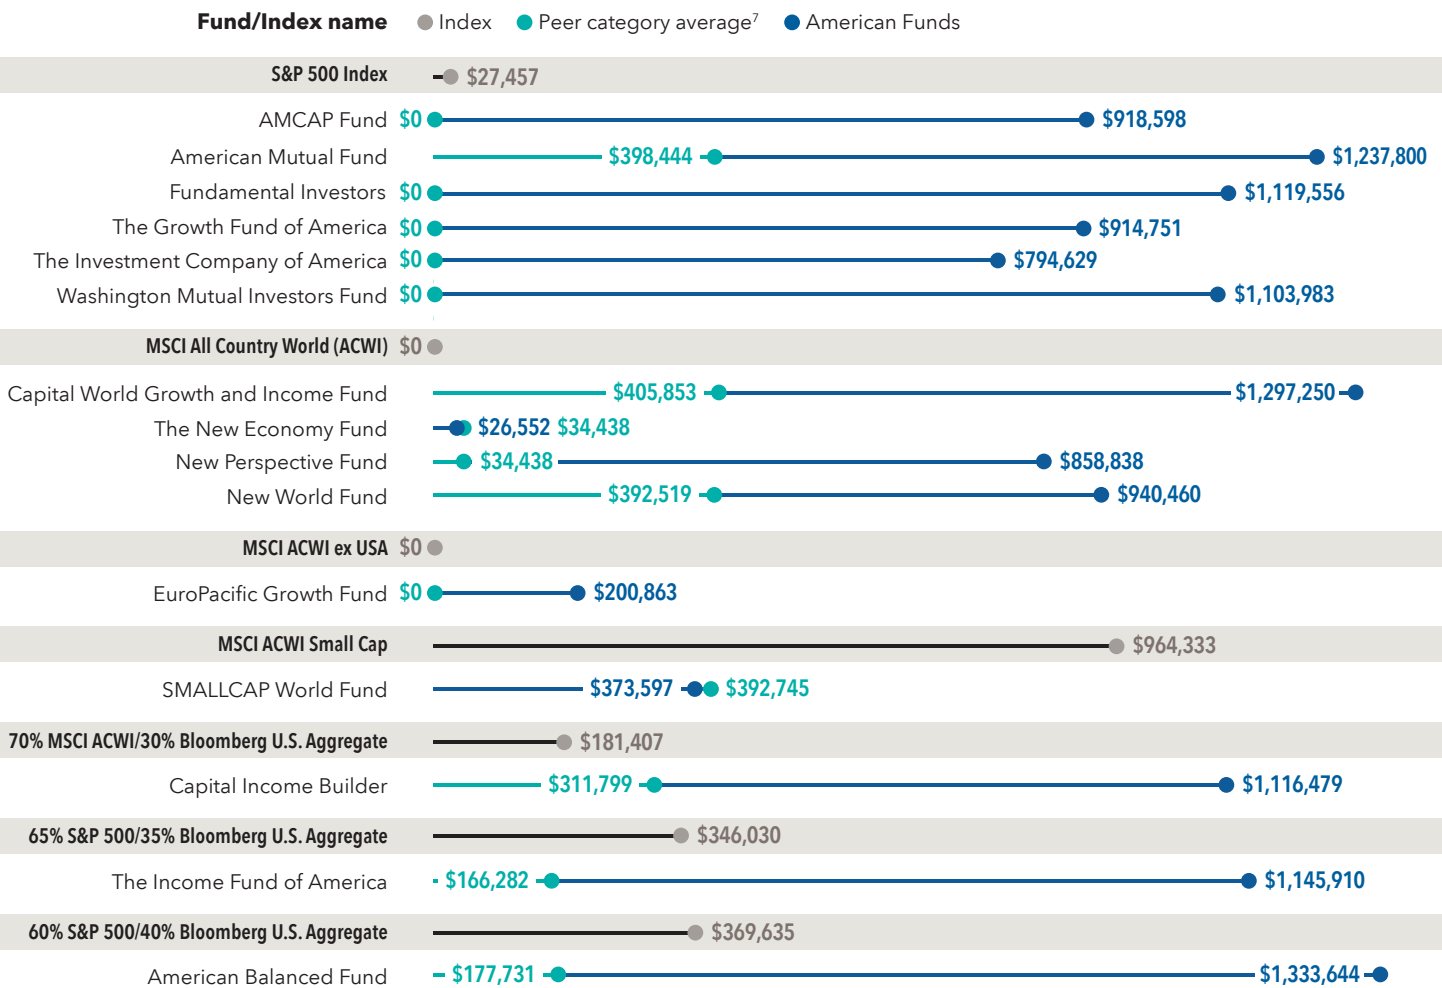 Fund/Index name Index Peer category average7 American Funds
S&P 500 Index $27,457
AMCAP Fund $0 $918,598
American Mutual Fund $398,444 $1,237,800
Fundamental Investors $0 $1,119,556
The Growth Fund of America $0 $914,751
The Investment Company of America $0 $794,629
Washington Mutual Investors Fund $0 $1,103,983
MSCI All Country World (ACWI) $0
Capital World Growth and Income Fund $405,853 $1,297,250
The New Economy Fund $26,552 $34,438
New Perspective Fund $34,438 $858,838
New World Fund $392,519 $940,460
MSCI ACWI ex USA $0
EuroPacific Growth Fund $0 $200,863
MSCI ACWI Small Cap $964,333
SMALLCAP World Fund $373,597 $392,745
70% MSCI ACWI/30% Bloomberg U.S. Aggregate $181,407
Capital Income Builder $311,799 $1,116,479
65% S&P 500/35% Bloomberg U.S. Aggregate $346,030
The Income Fund of America $166,282 $1,145,910
60% S&P 500/40% Bloomberg U.S. Aggregate $369,635
American Balanced Fund $177,731 $1,333,644